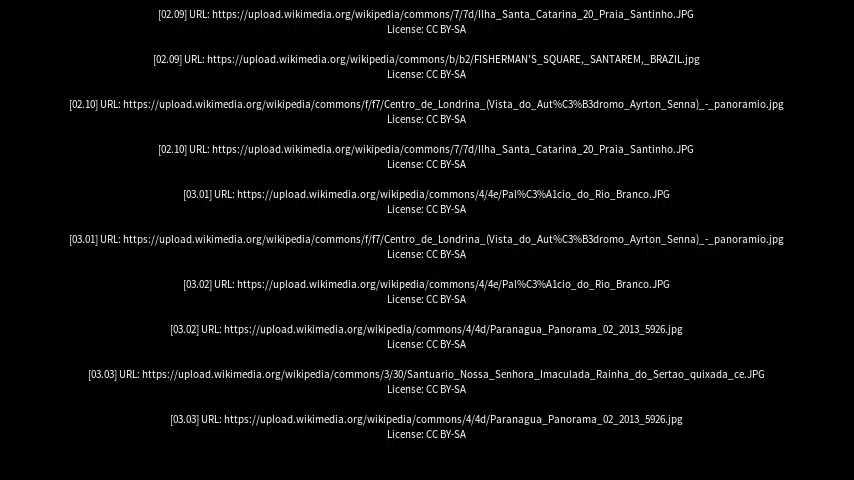 [02.09] URL: https://upload.wikimedia.org/wikipedia/commons/7/7d/Ilha_Santa_Catarina_20_Praia_Santinho.JPG
License: CC BY-SA
[02.09] URL: https://upload.wikimedia.org/wikipedia/commons/b/b2/FISHERMAN'S_SQUARE,_SANTAREM,_BRAZIL.jpg
License: CC BY-SA
[02.10] URL: https://upload.wikimedia.org/wikipedia/commons/f/f7/Centro_de_Londrina_(Vista_do_Aut%C3%B3dromo_Ayrton_Senna)_-_panoramio.jpg
License: CC BY-SA
[02.10] URL: https://upload.wikimedia.org/wikipedia/commons/7/7d/Ilha_Santa_Catarina_20_Praia_Santinho.JPG
License: CC BY-SA
[03.01] URL: https://upload.wikimedia.org/wikipedia/commons/4/4e/Pal%C3%A1cio_do_Rio_Branco.JPG
License: CC BY-SA
[03.01] URL: https://upload.wikimedia.org/wikipedia/commons/f/f7/Centro_de_Londrina_(Vista_do_Aut%C3%B3dromo_Ayrton_Senna)_-_panoramio.jpg
License: CC BY-SA
[03.02] URL: https://upload.wikimedia.org/wikipedia/commons/4/4e/Pal%C3%A1cio_do_Rio_Branco.JPG
License: CC BY-SA
[03.02] URL: https://upload.wikimedia.org/wikipedia/commons/4/4d/Paranagua_Panorama_02_2013_5926.jpg
License: CC BY-SA
[03.03] URL: https://upload.wikimedia.org/wikipedia/commons/3/30/Santuario_Nossa_Senhora_Imaculada_Rainha_do_Sertao_quixada_ce.JPG
License: CC BY-SA
[03.03] URL: https://upload.wikimedia.org/wikipedia/commons/4/4d/Paranagua_Panorama_02_2013_5926.jpg
License: CC BY-SA